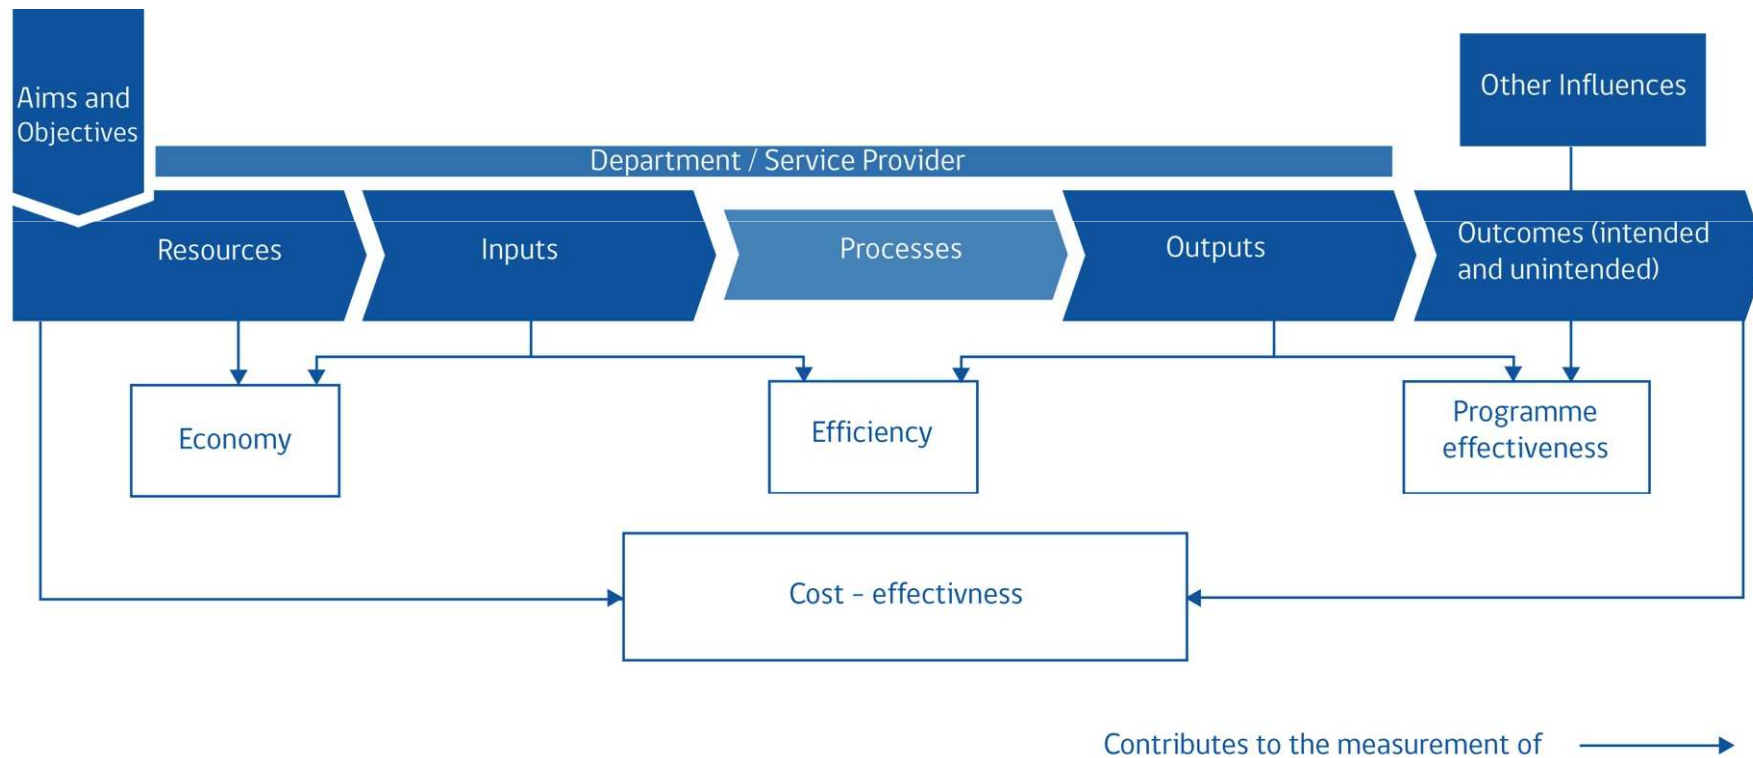 Aims and
Objectives
Other Influences
Department / Service Provider
Resources
Inputs
Processes
Outputs
Outcomes (intended
and unintended)
Economy
Efficiency
Programme
effectiveness
Cost – effectivness
Contributes to the measurement of